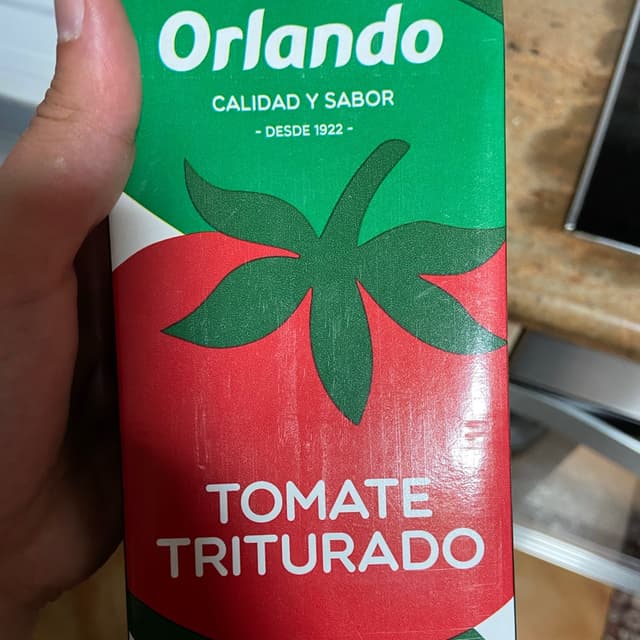 Orlando
CALIDAD Y SABOR
- DESDE 1922 -
TOMATE
TRITURADO